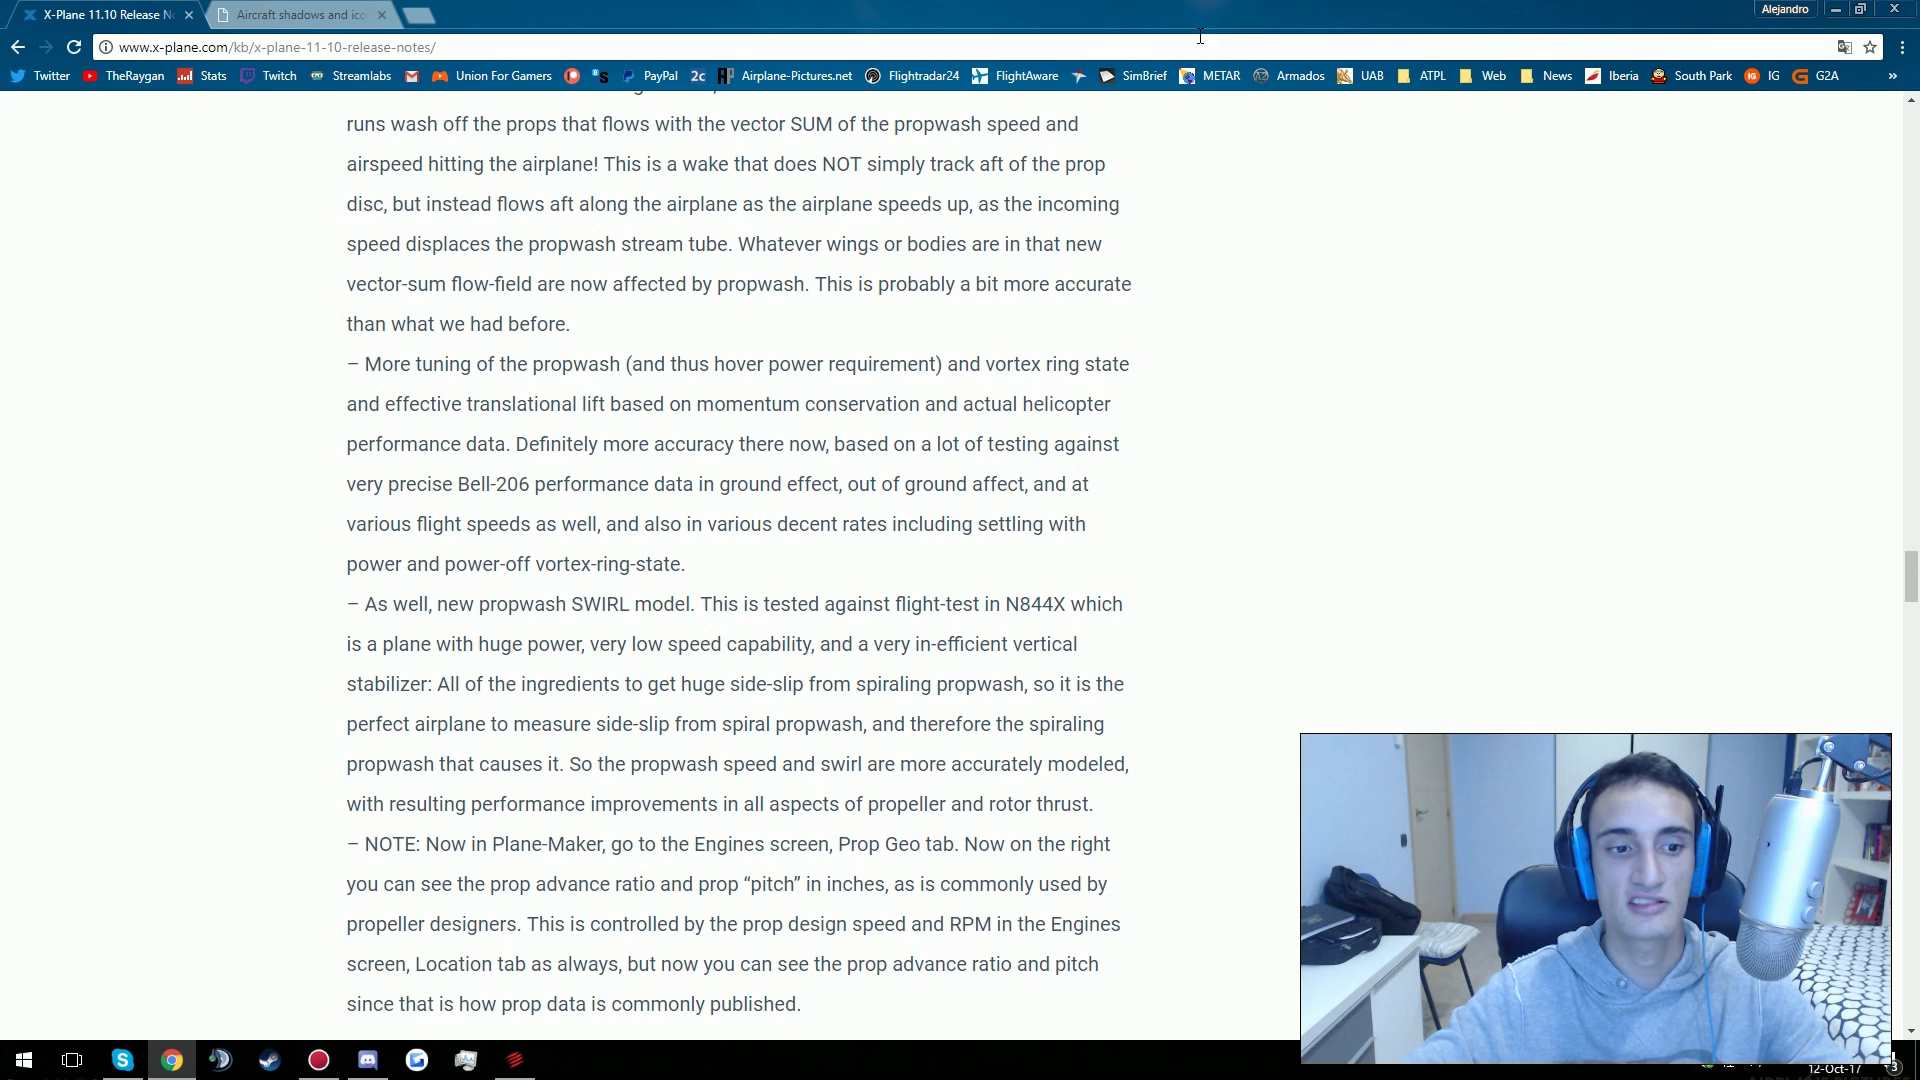 X-Plane 11.10 Release N
Aircraft shadows and ico
Alejandro
www.x-plane.com/kb/x-plane-11-10-release-notes/
Twitter TheRaygan Stats Twitch Streamlabs Union For Gamers PayPal 2c Airplane-Pictures.net Flightradar24 FlightAware SimBrief METAR Armados UAB ATPL Web News Iberia South Park IG G2A »
runs wash off the props that flows with the vector SUM of the propwash speed and
airspeed hitting the airplane! This is a wake that does NOT simply track aft of the prop
disc, but instead flows aft along the airplane as the airplane speeds up, as the incoming
speed displaces the propwash stream tube. Whatever wings or bodies are in that new
vector-sum flow-field are now affected by propwash. This is probably a bit more accurate
than what we had before.
– More tuning of the propwash (and thus hover power requirement) and vortex ring state
and effective translational lift based on momentum conservation and actual helicopter
performance data. Definitely more accuracy there now, based on a lot of testing against
very precise Bell-206 performance data in ground effect, out of ground affect, and at
various flight speeds as well, and also in various decent rates including settling with
power and power-off vortex-ring-state.
– As well, new propwash SWIRL model. This is tested against flight-test in N844X which
is a plane with huge power, very low speed capability, and a very in-efficient vertical
stabilizer: All of the ingredients to get huge side-slip from spiraling propwash, so it is the
perfect airplane to measure side-slip from spiral propwash, and therefore the spiraling
propwash that causes it. So the propwash speed and swirl are more accurately modeled,
with resulting performance improvements in all aspects of propeller and rotor thrust.
– NOTE: Now in Plane-Maker, go to the Engines screen, Prop Geo tab. Now on the right
you can see the prop advance ratio and prop “pitch” in inches, as is commonly used by
propeller designers. This is controlled by the prop design speed and RPM in the Engines
screen, Location tab as always, but now you can see the prop advance ratio and pitch
since that is how prop data is commonly published.
12-Oct-17